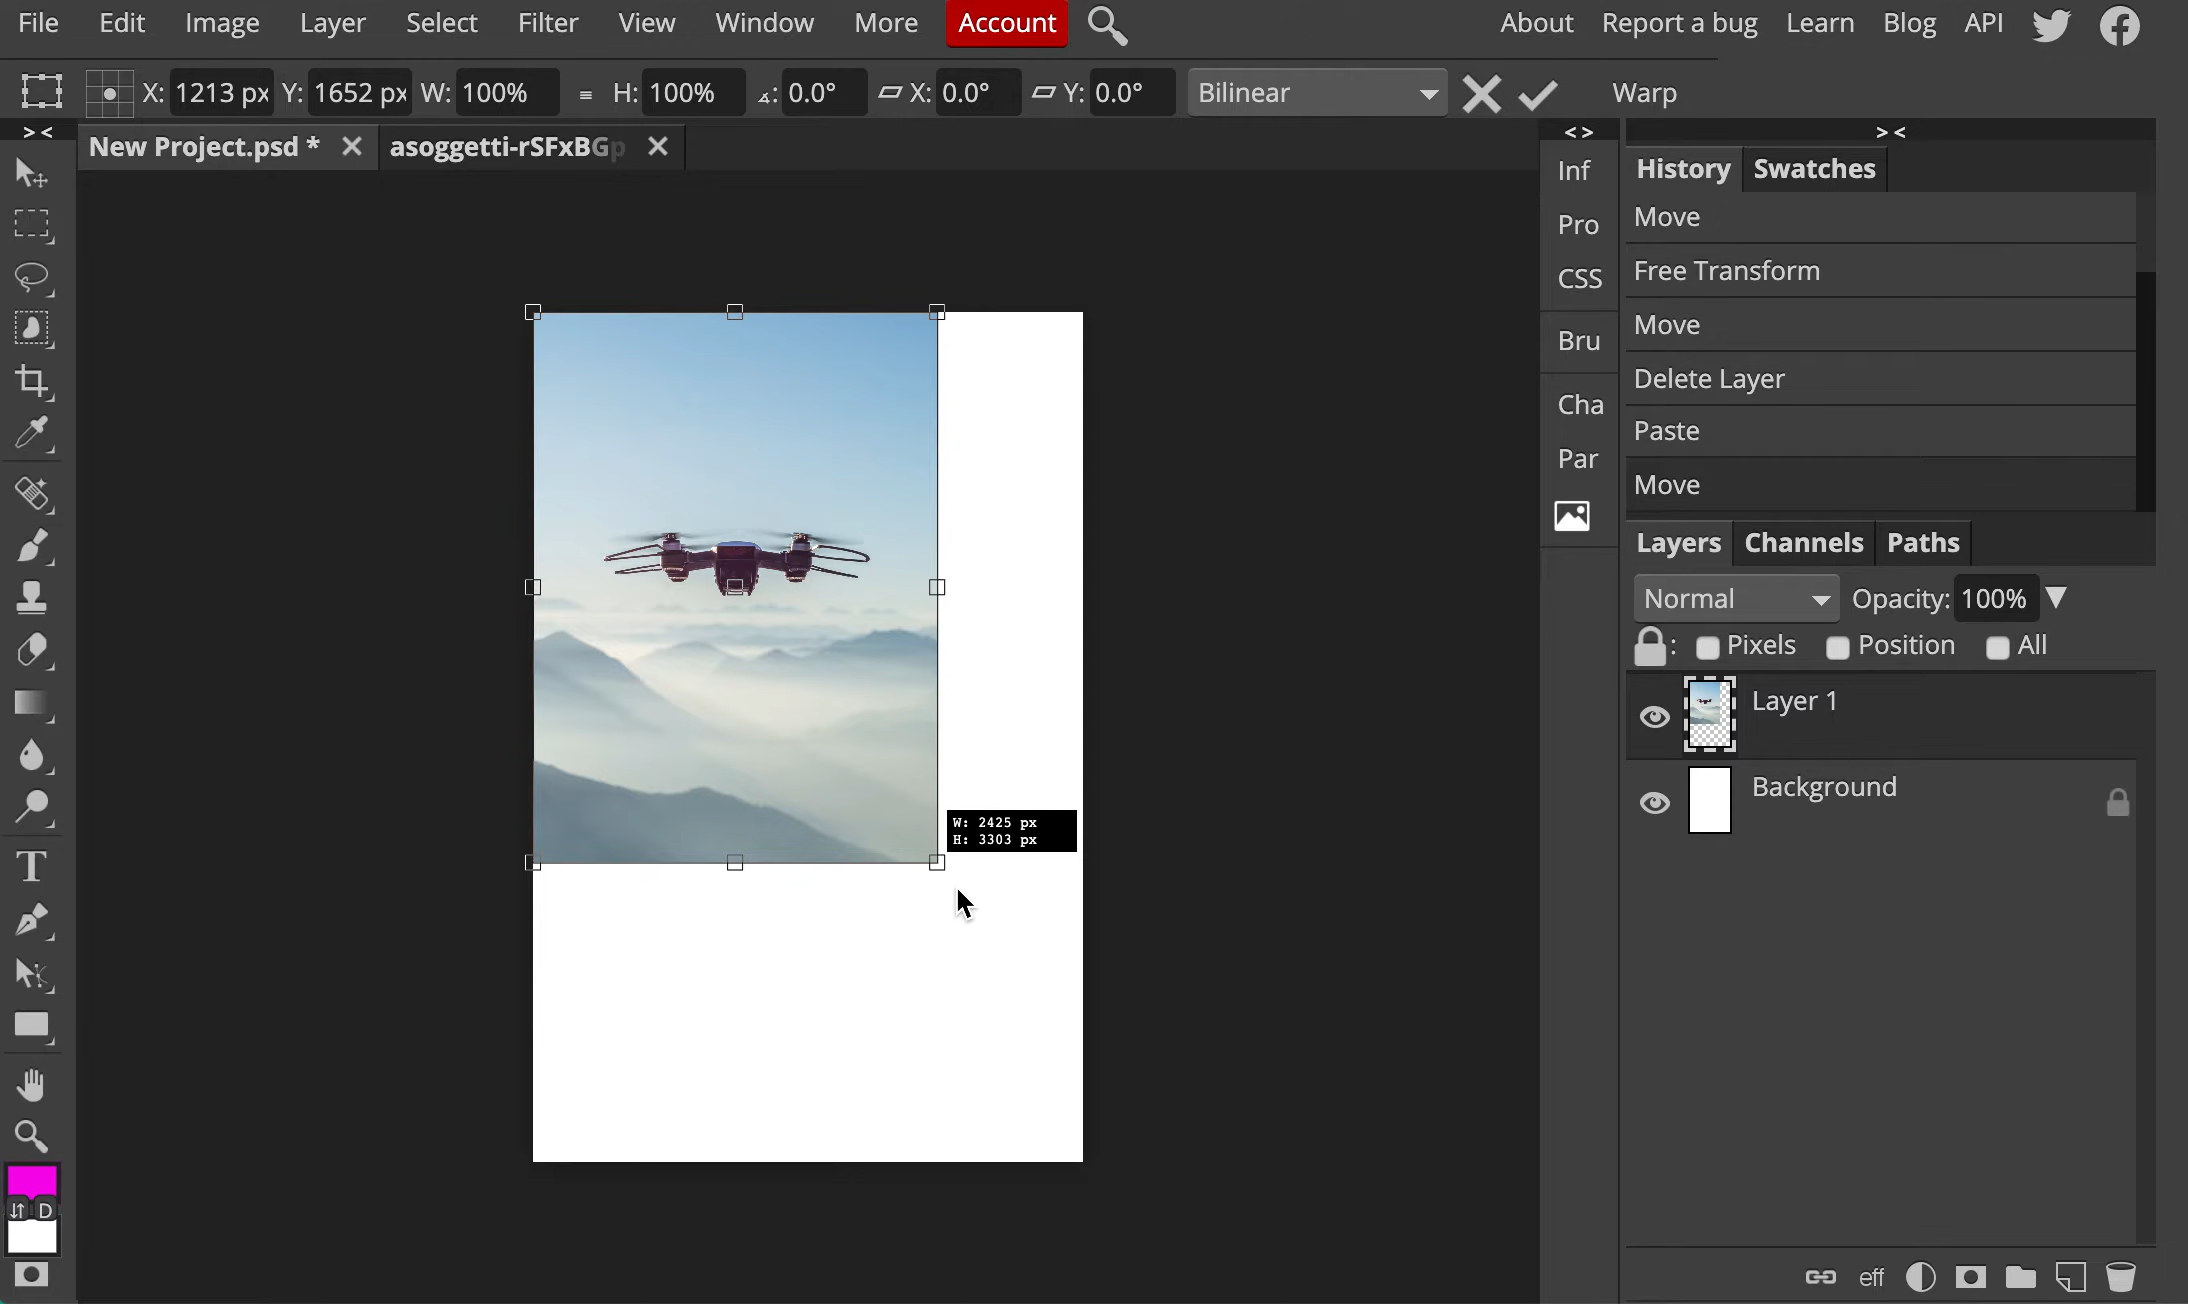 File Edit Image Layer Select Filter View Window More Account About Report a bug Learn Blog API
X: 1213 px Y: 1652 px W: 100% H: 100% 0.0° X: 0.0° Y: 0.0° Bilinear Warp
> < New Project.psd * asoggetti-rSFxBGp < > > <
Inf
Pro
CSS
Bru
Cha
Par
History Swatches
Move
Free Transform
Move
Delete Layer
Paste
Move
Layers Channels Paths
Normal Opacity: 100%
: Pixels Position All
Layer 1
Background
W: 2425 px
H: 3303 px
T
D
eff